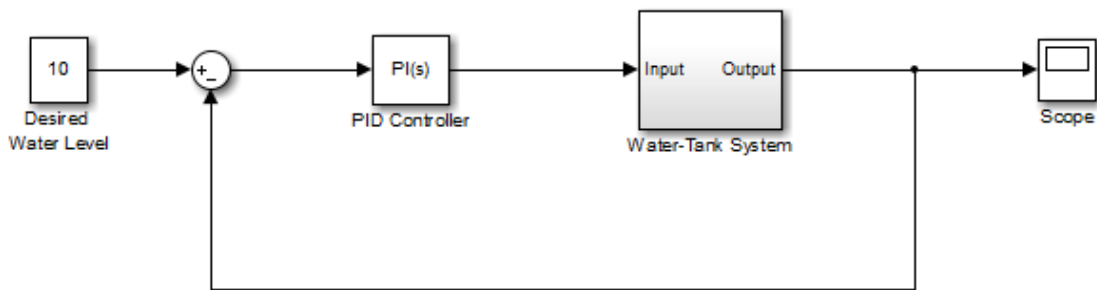 10
Desired
Water Level
+
−
PI(s)
PID Controller
Input
Output
Water-Tank System
Scope